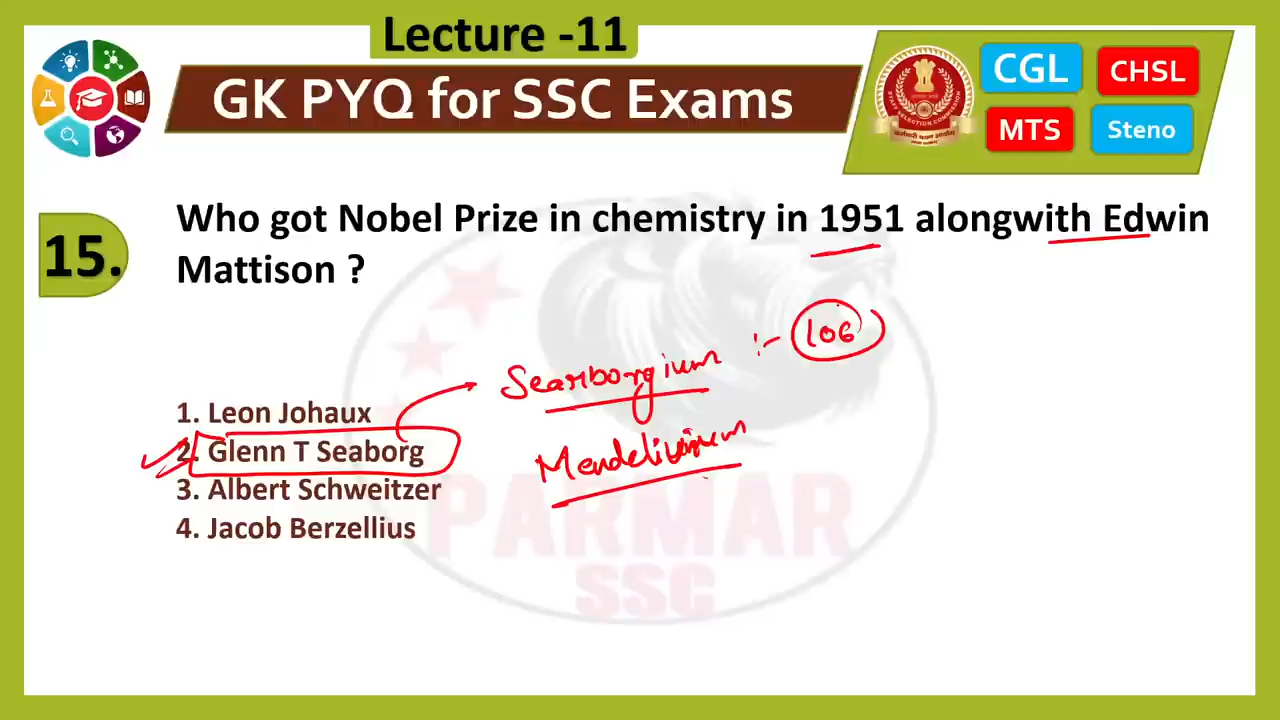 Lecture -11
GK PYQ for SSC Exams
CGL
CHSL
MTS
Steno
15.
Who got Nobel Prize in chemistry in 1951 alongwith Edwin
Mattison ?
Searborgium :- 106
1. Leon Johaux
2. Glenn T Seaborg
3. Albert Schweitzer
4. Jacob Berzellius
PARMAR
SSC